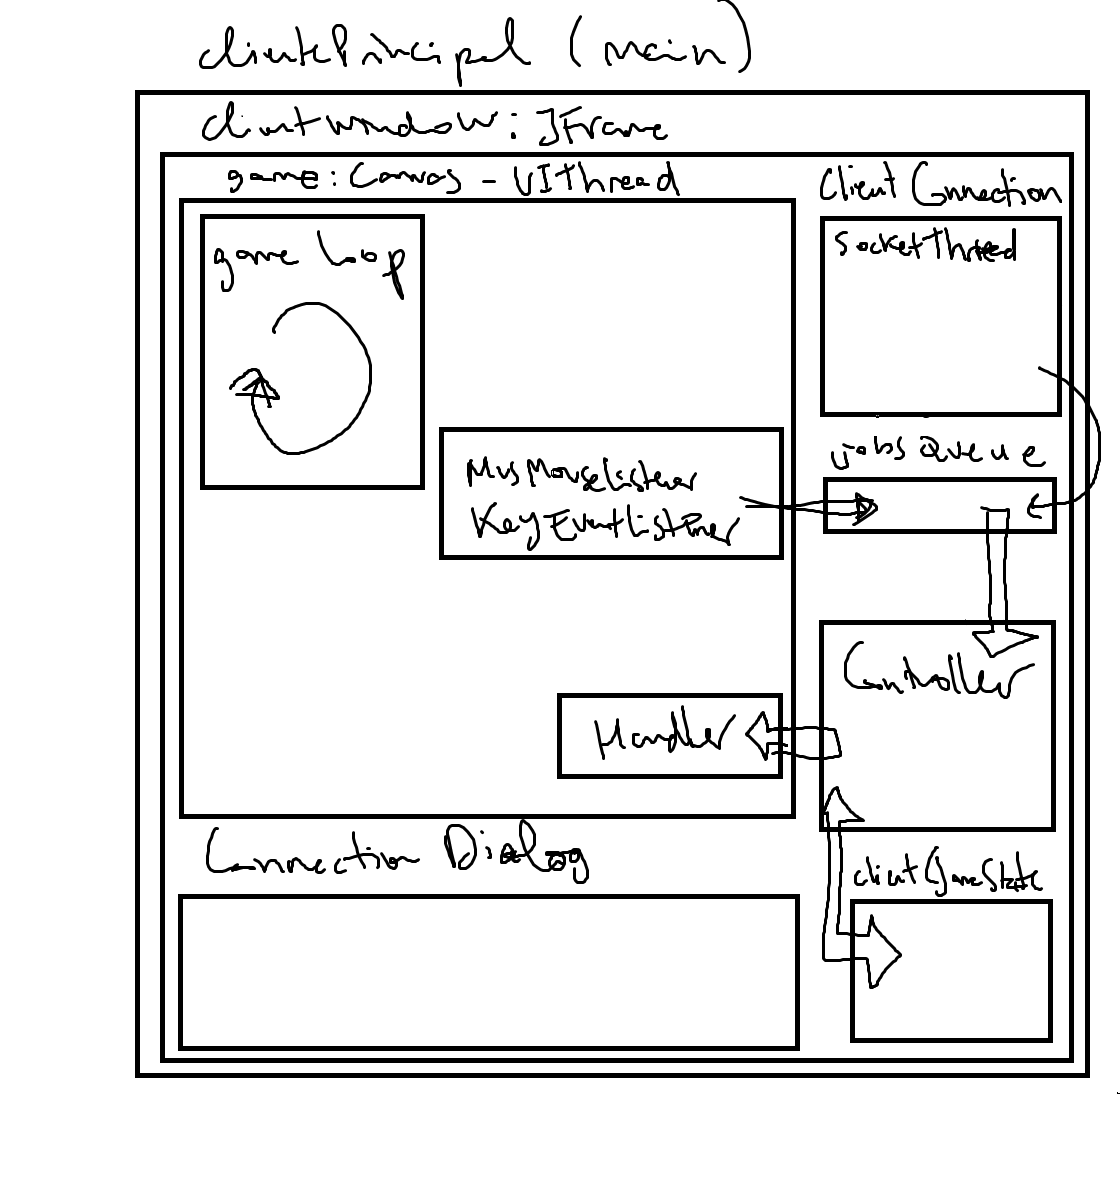 clientPrincipal (main)
clientWindow: JFrame
game: Canvas - UIThread
Client Connection
game loop
SocketThread
jobsQueue
MouseListener
KeyEventListener
Controller
Handler
Connection Dialog
clientGameState